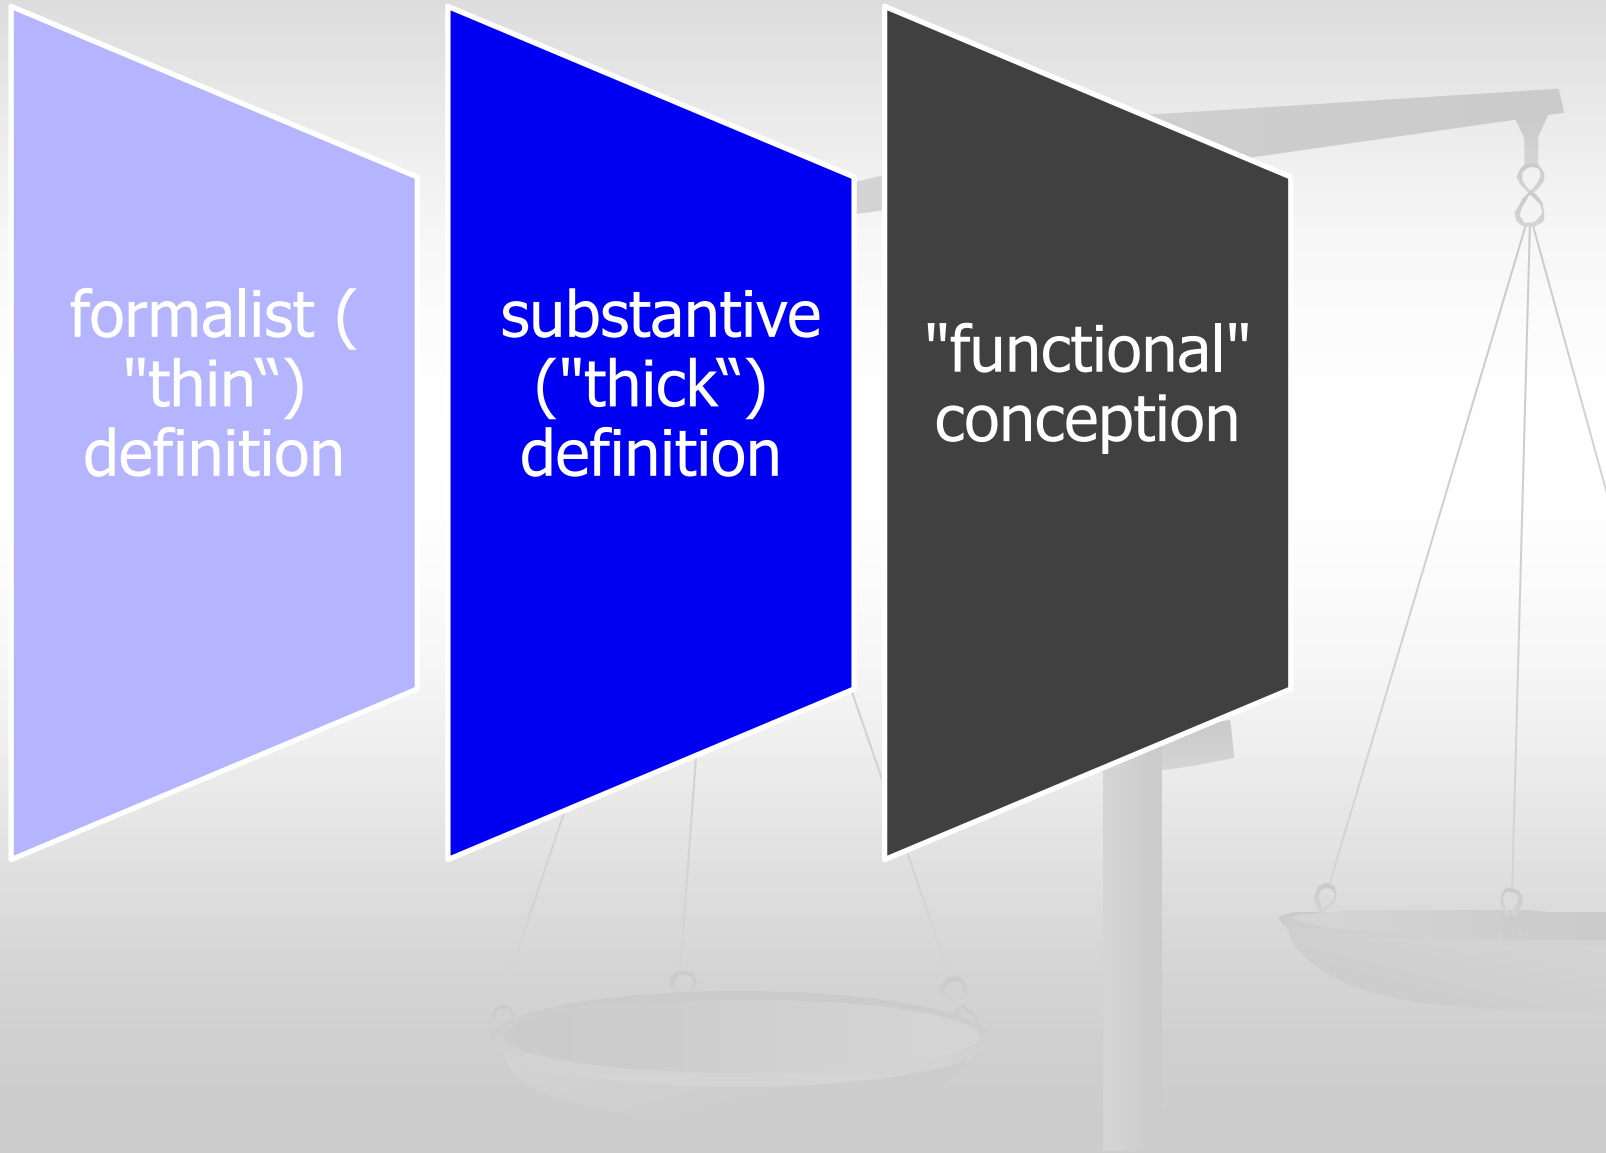 formalist (
"thin“)
definition
substantive
("thick“)
definition
"functional"
conception